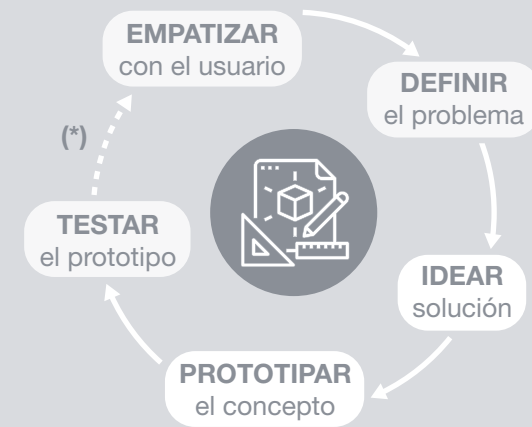 EMPATIZAR
con el usuario
DEFINIR
el problema
IDEAR
solución
PROTOTIPAR
el concepto
TESTAR
el prototipo
(*)